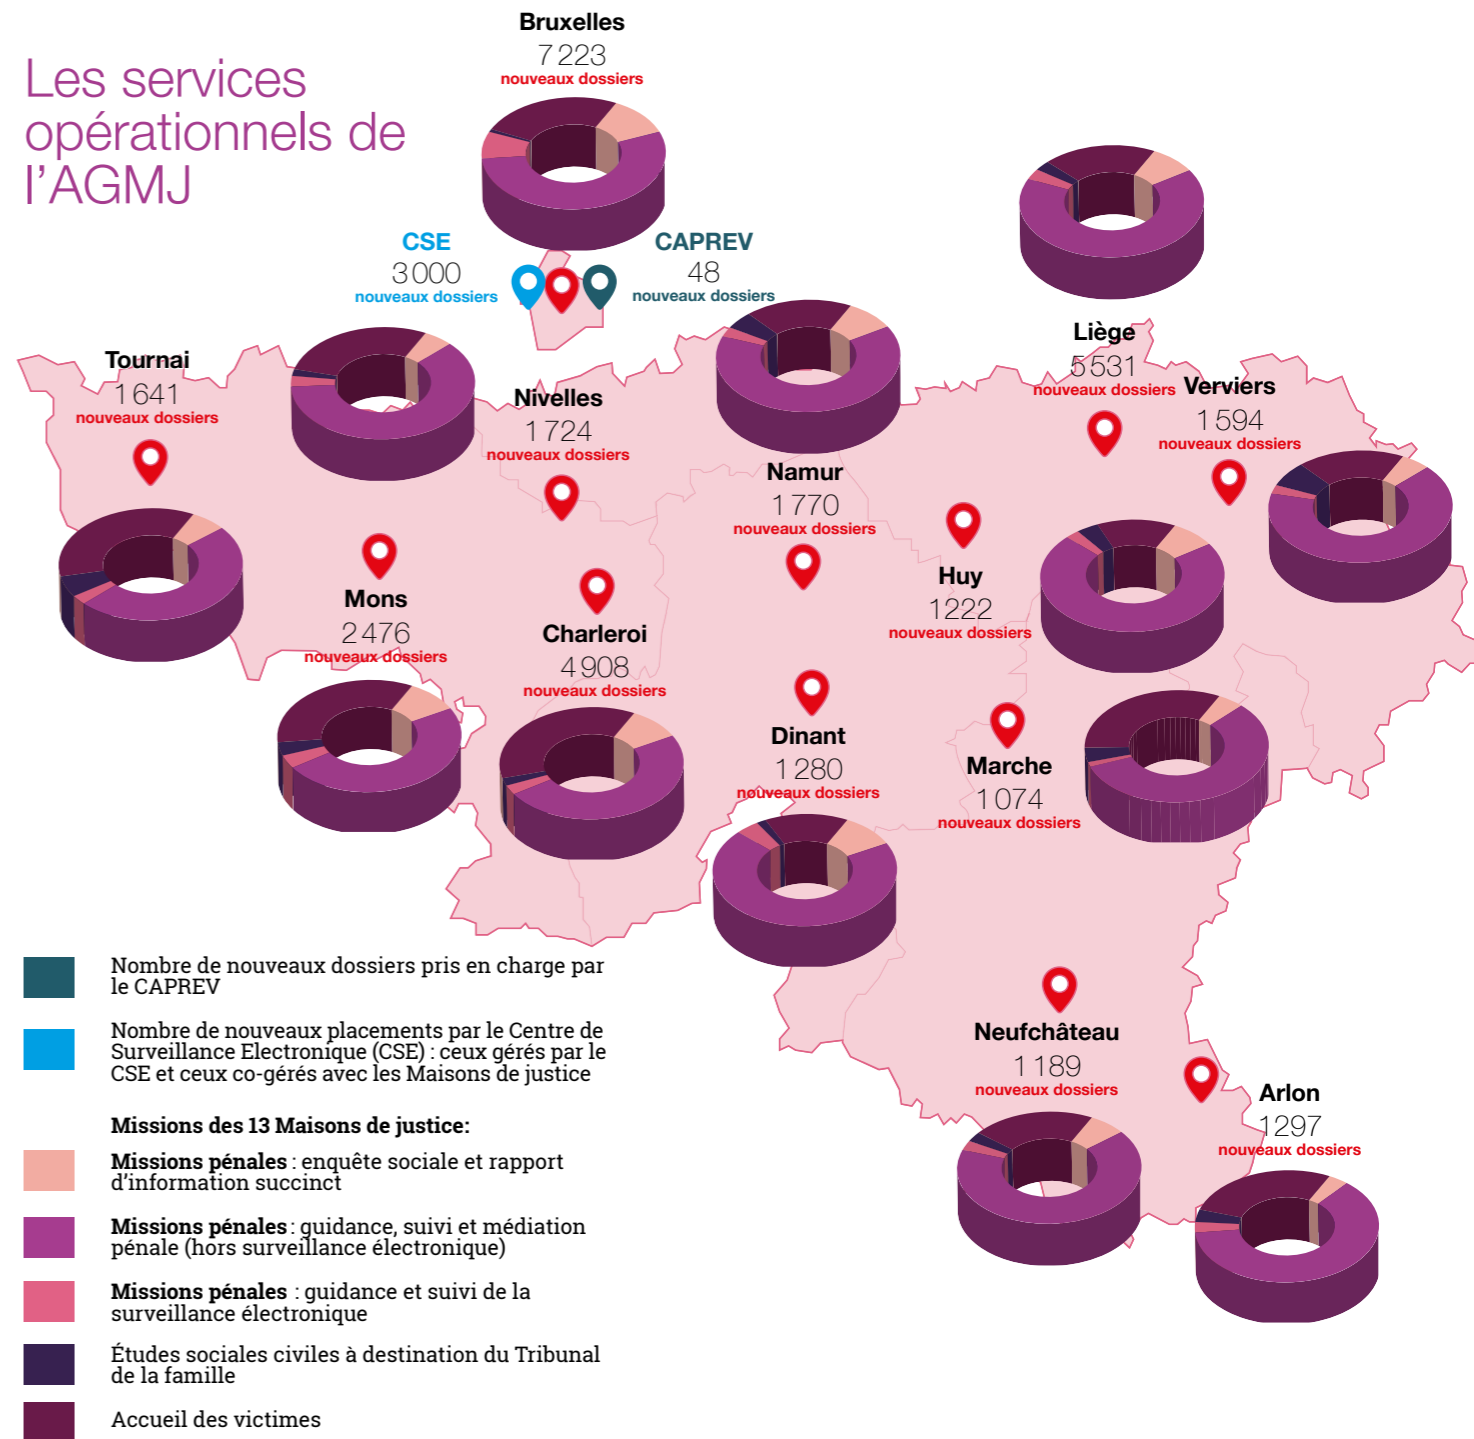 Les services
opérationnels de
l'AGMJ
Bruxelles
7 223
nouveaux dossiers
CSE
3 000
nouveaux dossiers
CAPREV
48
nouveaux dossiers
Tournai
1 641
nouveaux dossiers
Nivelles
1 724
nouveaux dossiers
Liège
5 531
nouveaux dossiers
Verviers
1 594
nouveaux dossiers
Namur
1 770
nouveaux dossiers
Huy
1222
nouveaux dossiers
Mons
2 476
nouveaux dossiers
Charleroi
4 908
nouveaux dossiers
Dinant
1 280
nouveaux dossiers
Marche
1 074
nouveaux dossiers
Neufchâteau
1 189
nouveaux dossiers
Arlon
1297
nouveaux dossiers
Nombre de nouveaux dossiers pris en charge par
le CAPREV
Nombre de nouveaux placements par le Centre de
Surveillance Electronique (CSE) : ceux gérés par le
CSE et ceux co-gérés avec les Maisons de justice
Missions des 13 Maisons de justice:
Missions pénales : enquête sociale et rapport
d'information succinct
Missions pénales : guidance, suivi et médiation
pénale (hors surveillance électronique)
Missions pénales : guidance et suivi de la
surveillance électronique
Études sociales civiles à destination du Tribunal
de la famille
Accueil des victimes